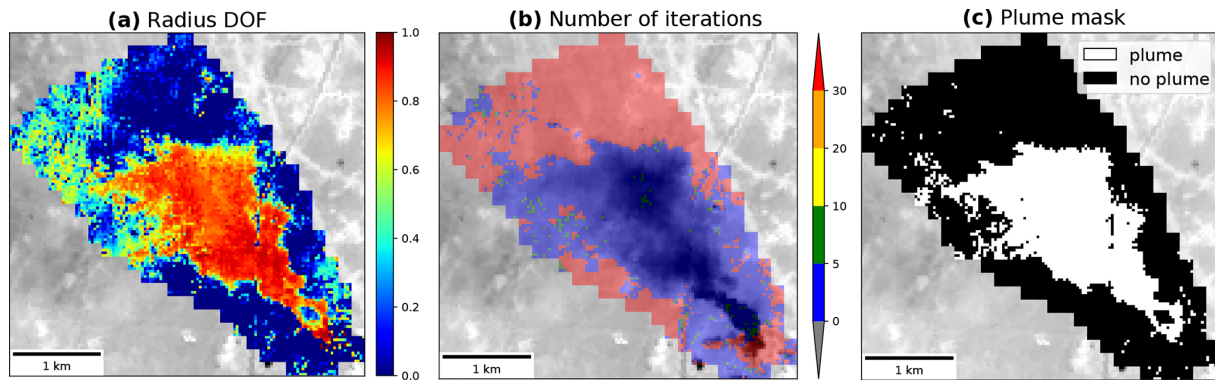 (a) Radius DOF
1.0
0.8
0.6
0.4
0.2
0.0
1 km
(b) Number of iterations
30
20
10
5
0
1 km
(c) Plume mask
plume
no plume
1 km